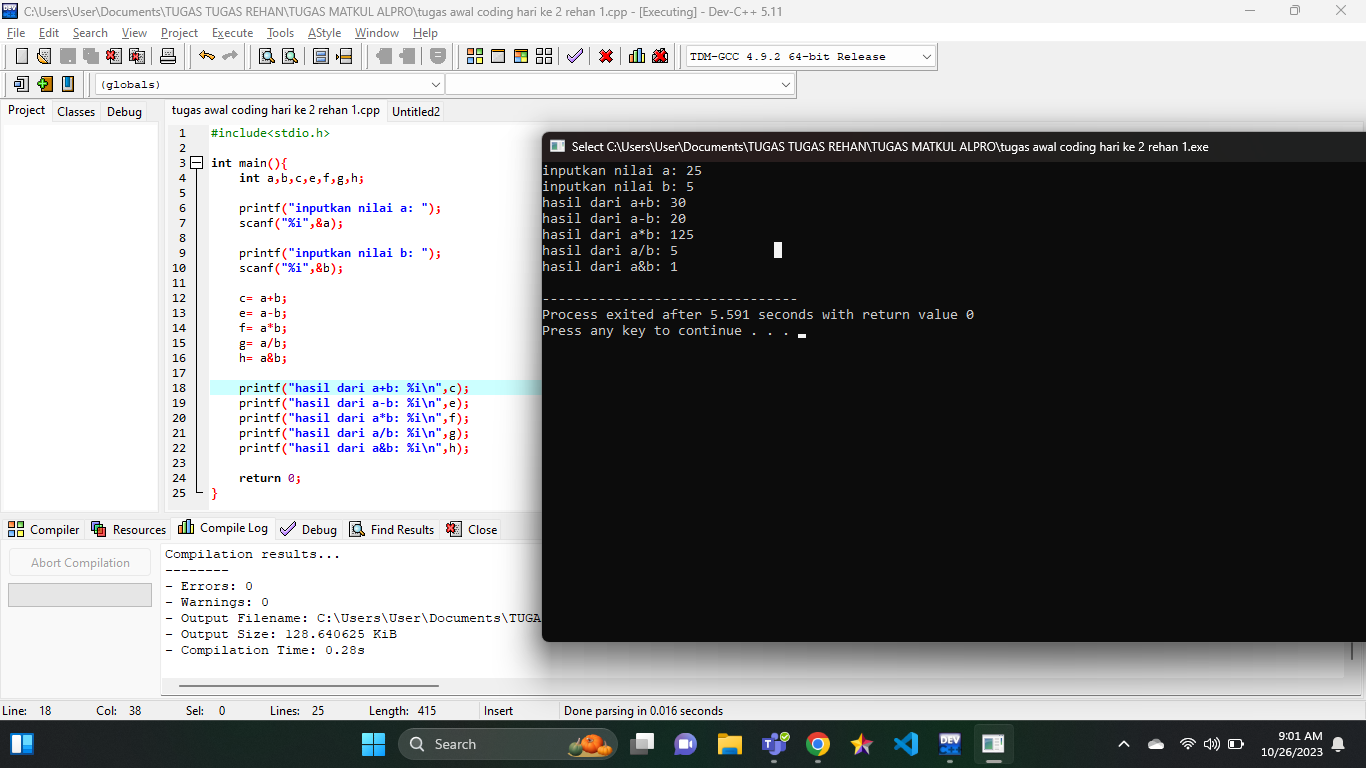 C:\Users\User\Documents\TUGAS TUGAS REHAN\TUGAS MATKUL ALPRO\tugas awal coding hari ke 2 rehan 1.cpp - [Executing] - Dev-C++ 5.11
File Edit Search View Project Execute Tools AStyle Window Help
TDM-GCC 4.9.2 64-bit Release
(globals)
Project Classes Debug
tugas awal coding hari ke 2 rehan 1.cpp Untitled2
1 #include<stdio.h>
2
3 int main(){
4 int a,b,c,e,f,g,h;
5
6 printf("inputkan nilai a: ");
7 scanf("%i",&a);
8
9 printf("inputkan nilai b: ");
10 scanf("%i",&b);
11
12 c= a+b;
13 e= a-b;
14 f= a*b;
15 g= a/b;
16 h= a&b;
17
18 printf("hasil dari a+b: %i\n",c);
19 printf("hasil dari a-b: %i\n",e);
20 printf("hasil dari a*b: %i\n",f);
21 printf("hasil dari a/b: %i\n",g);
22 printf("hasil dari a&b: %i\n",h);
23
24 return 0;
25 }
Select C:\Users\User\Documents\TUGAS TUGAS REHAN\TUGAS MATKUL ALPRO\tugas awal coding hari ke 2 rehan 1.exe
inputkan nilai a: 25
inputkan nilai b: 5
hasil dari a+b: 30
hasil dari a-b: 20
hasil dari a*b: 125
hasil dari a/b: 5
hasil dari a&b: 1
--------------------------------
Process exited after 5.591 seconds with return value 0
Press any key to continue . . .
Compiler Resources Compile Log Debug Find Results Close
Abort Compilation
Compilation results...
--------
- Errors: 0
- Warnings: 0
- Output Filename: C:\Users\User\Documents\TUGA
- Output Size: 128.640625 KiB
- Compilation Time: 0.28s
Line: 18 Col: 38 Sel: 0 Lines: 25 Length: 415 Insert Done parsing in 0.016 seconds
Search
DEV
DEV
9:01 AM
10/26/2023